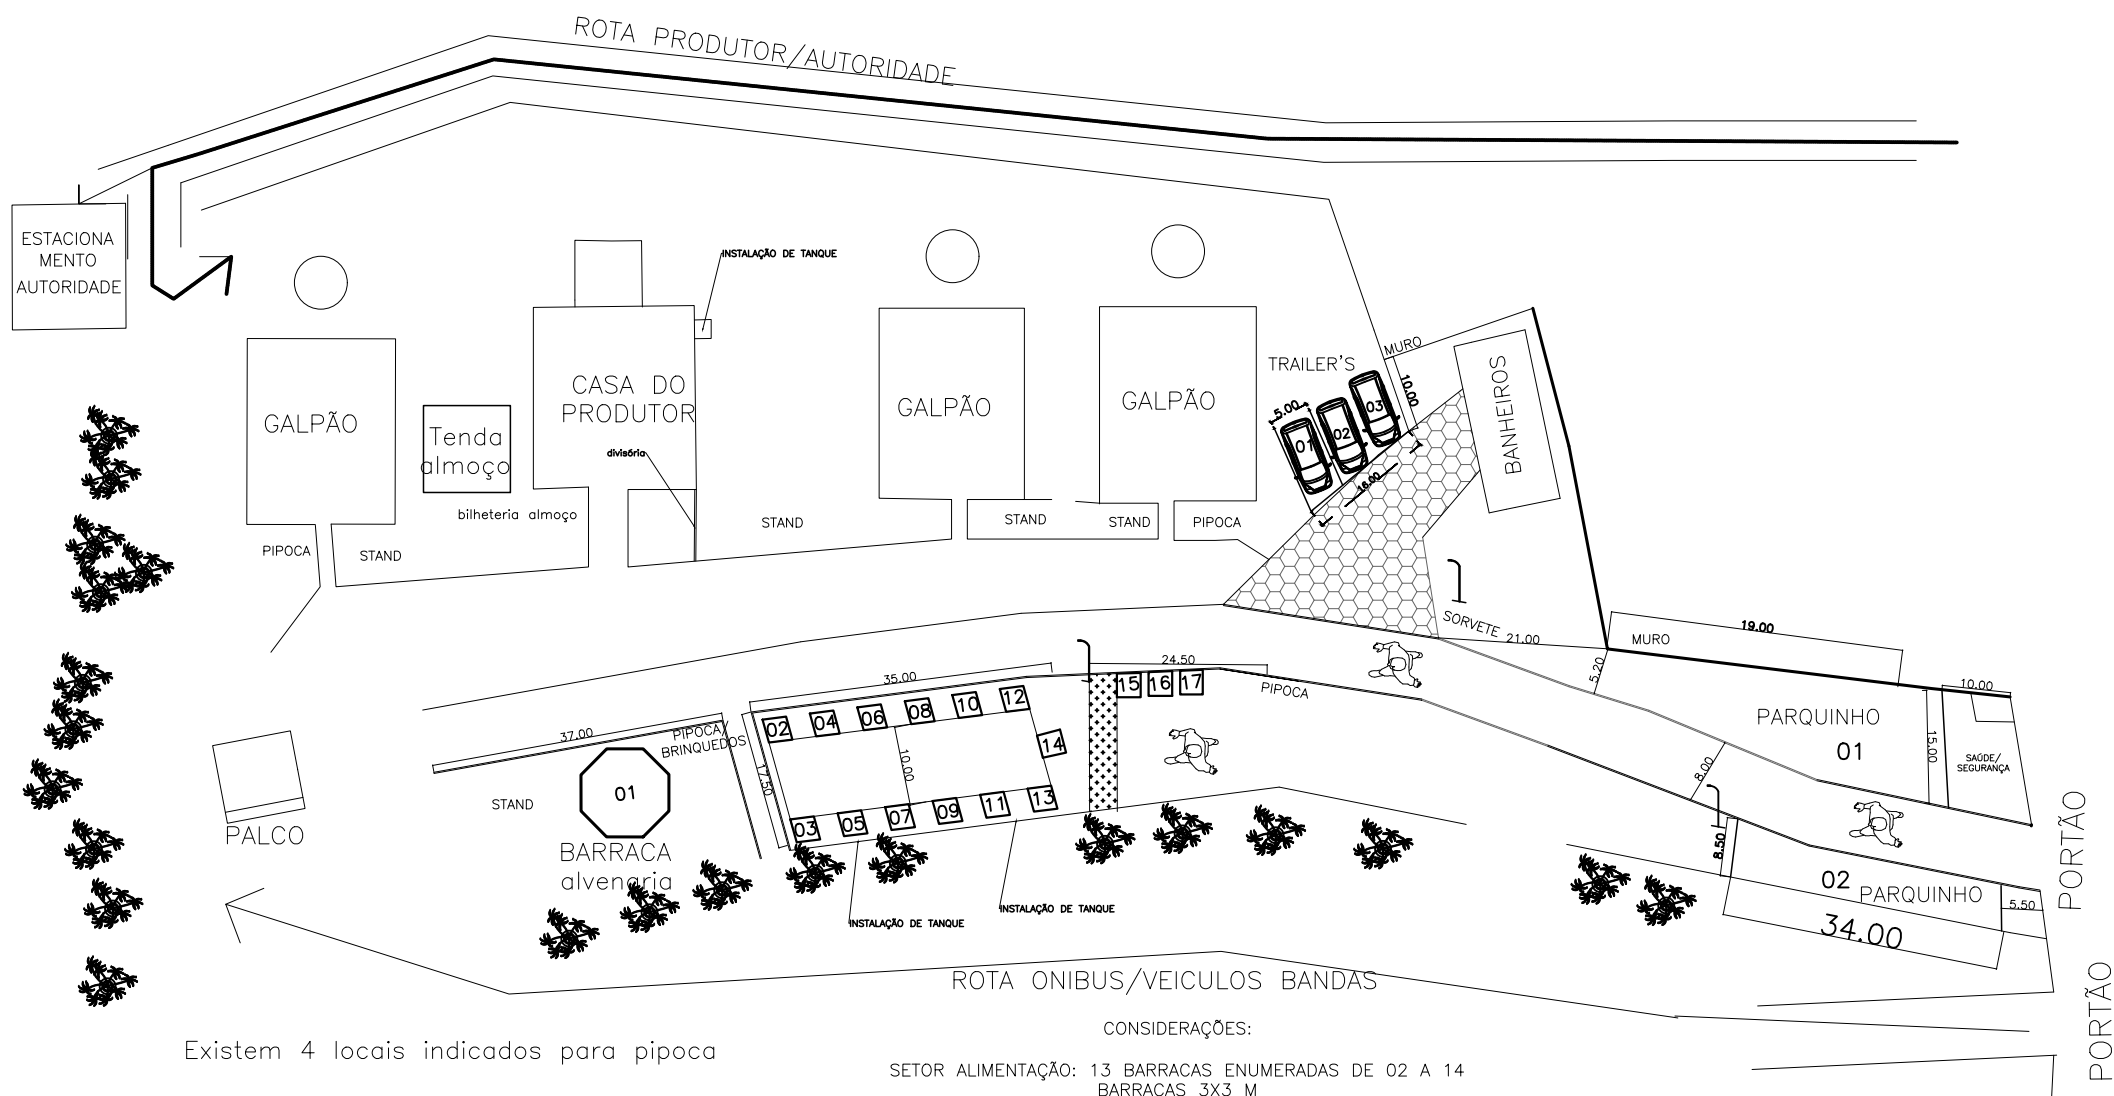 ROTA PRODUTOR/AUTORIDADE
ESTACIONA
MENTO
AUTORIDADE
INSTALAÇÃO DE TANQUE
GALPÃO
Tenda
almoço
bilheteria almoço
CASA DO
PRODUTOR
divisória
GALPÃO
GALPÃO
TRAILER'S
MURO
10.00
5.00
01
02
03
16.00
BANHEIROS
PIPOCA
STAND
STAND
STAND
STAND
PIPOCA
SORVETE
21.00
MURO
19.00
5.20
10.00
PARQUINHO
01
15.00
SAÚDE/
SEGURANÇA
8.00
24.50
15
16
17
PIPOCA
35.00
02
04
06
08
10
12
14
10.00
17.50
03
05
07
09
11
13
37.00
PIPOCA/
BRINQUEDOS
STAND
01
BARRACA
alvenaria
PALCO
INSTALAÇÃO DE TANQUE
INSTALAÇÃO DE TANQUE
8.50
02
PARQUINHO
5.50
34.00
PORTÃO
PORTÃO
ROTA ONIBUS/VEICULOS BANDAS
Existem 4 locais indicados para pipoca
CONSIDERAÇÕES:
SETOR ALIMENTAÇÃO: 13 BARRACAS ENUMERADAS DE 02 A 14
BARRACAS 3X3 M